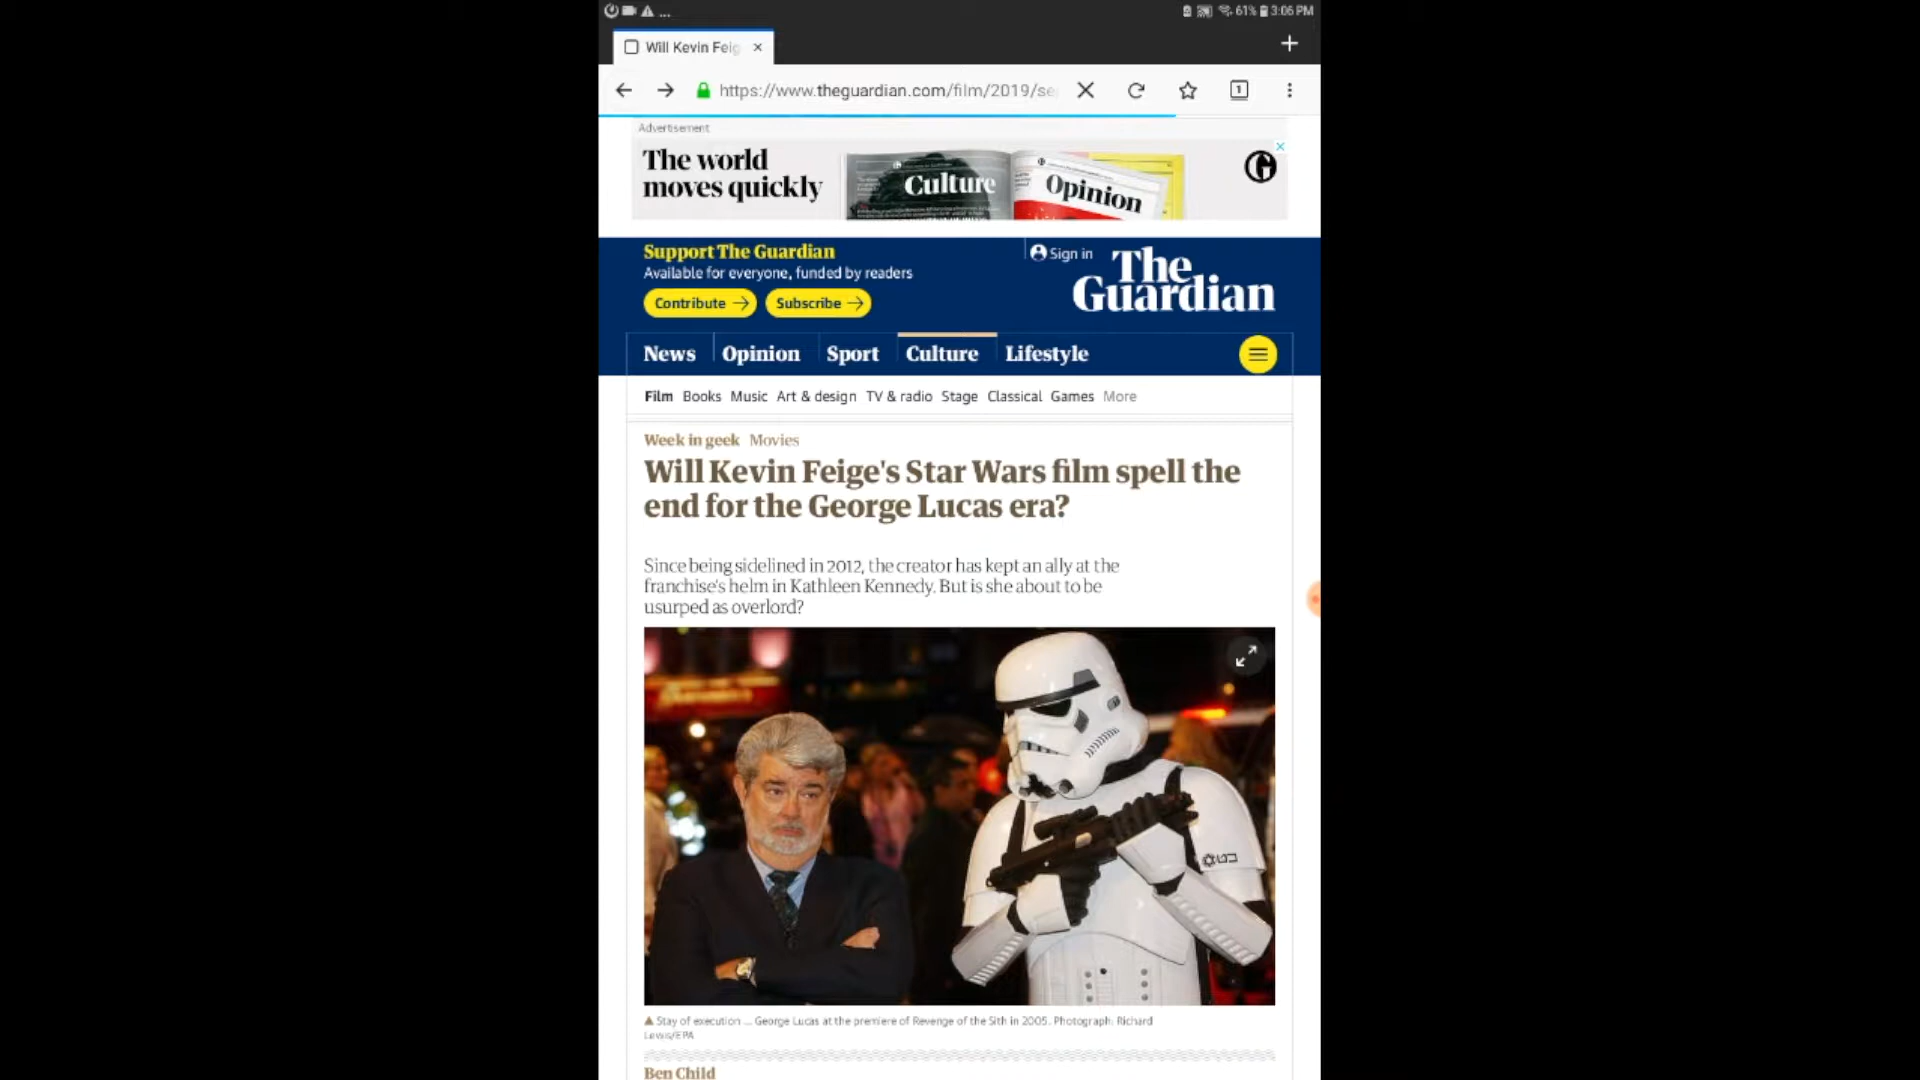 ... 61% 3:06 PM
Will Kevin Feig
https://www.theguardian.com/film/2019/se
1
Advertisement
The world
moves quickly
Culture
Opinion
Support The Guardian
Available for everyone, funded by readers
Contribute
Subscribe
Sign in
The
Guardian
News Opinion Sport Culture Lifestyle
Film Books Music Art & design TV & radio Stage Classical Games More
Week in geek Movies
Will Kevin Feige's Star Wars film spell the
end for the George Lucas era?
Since being sidelined in 2012, the creator has kept an ally at the
franchise's helm in Kathleen Kennedy. But is she about to be
usurped as overlord?
Stay of execution ... George Lucas at the premiere of Revenge of the Sith in 2005. Photograph: Richard
Lewis/EPA
Ben Child